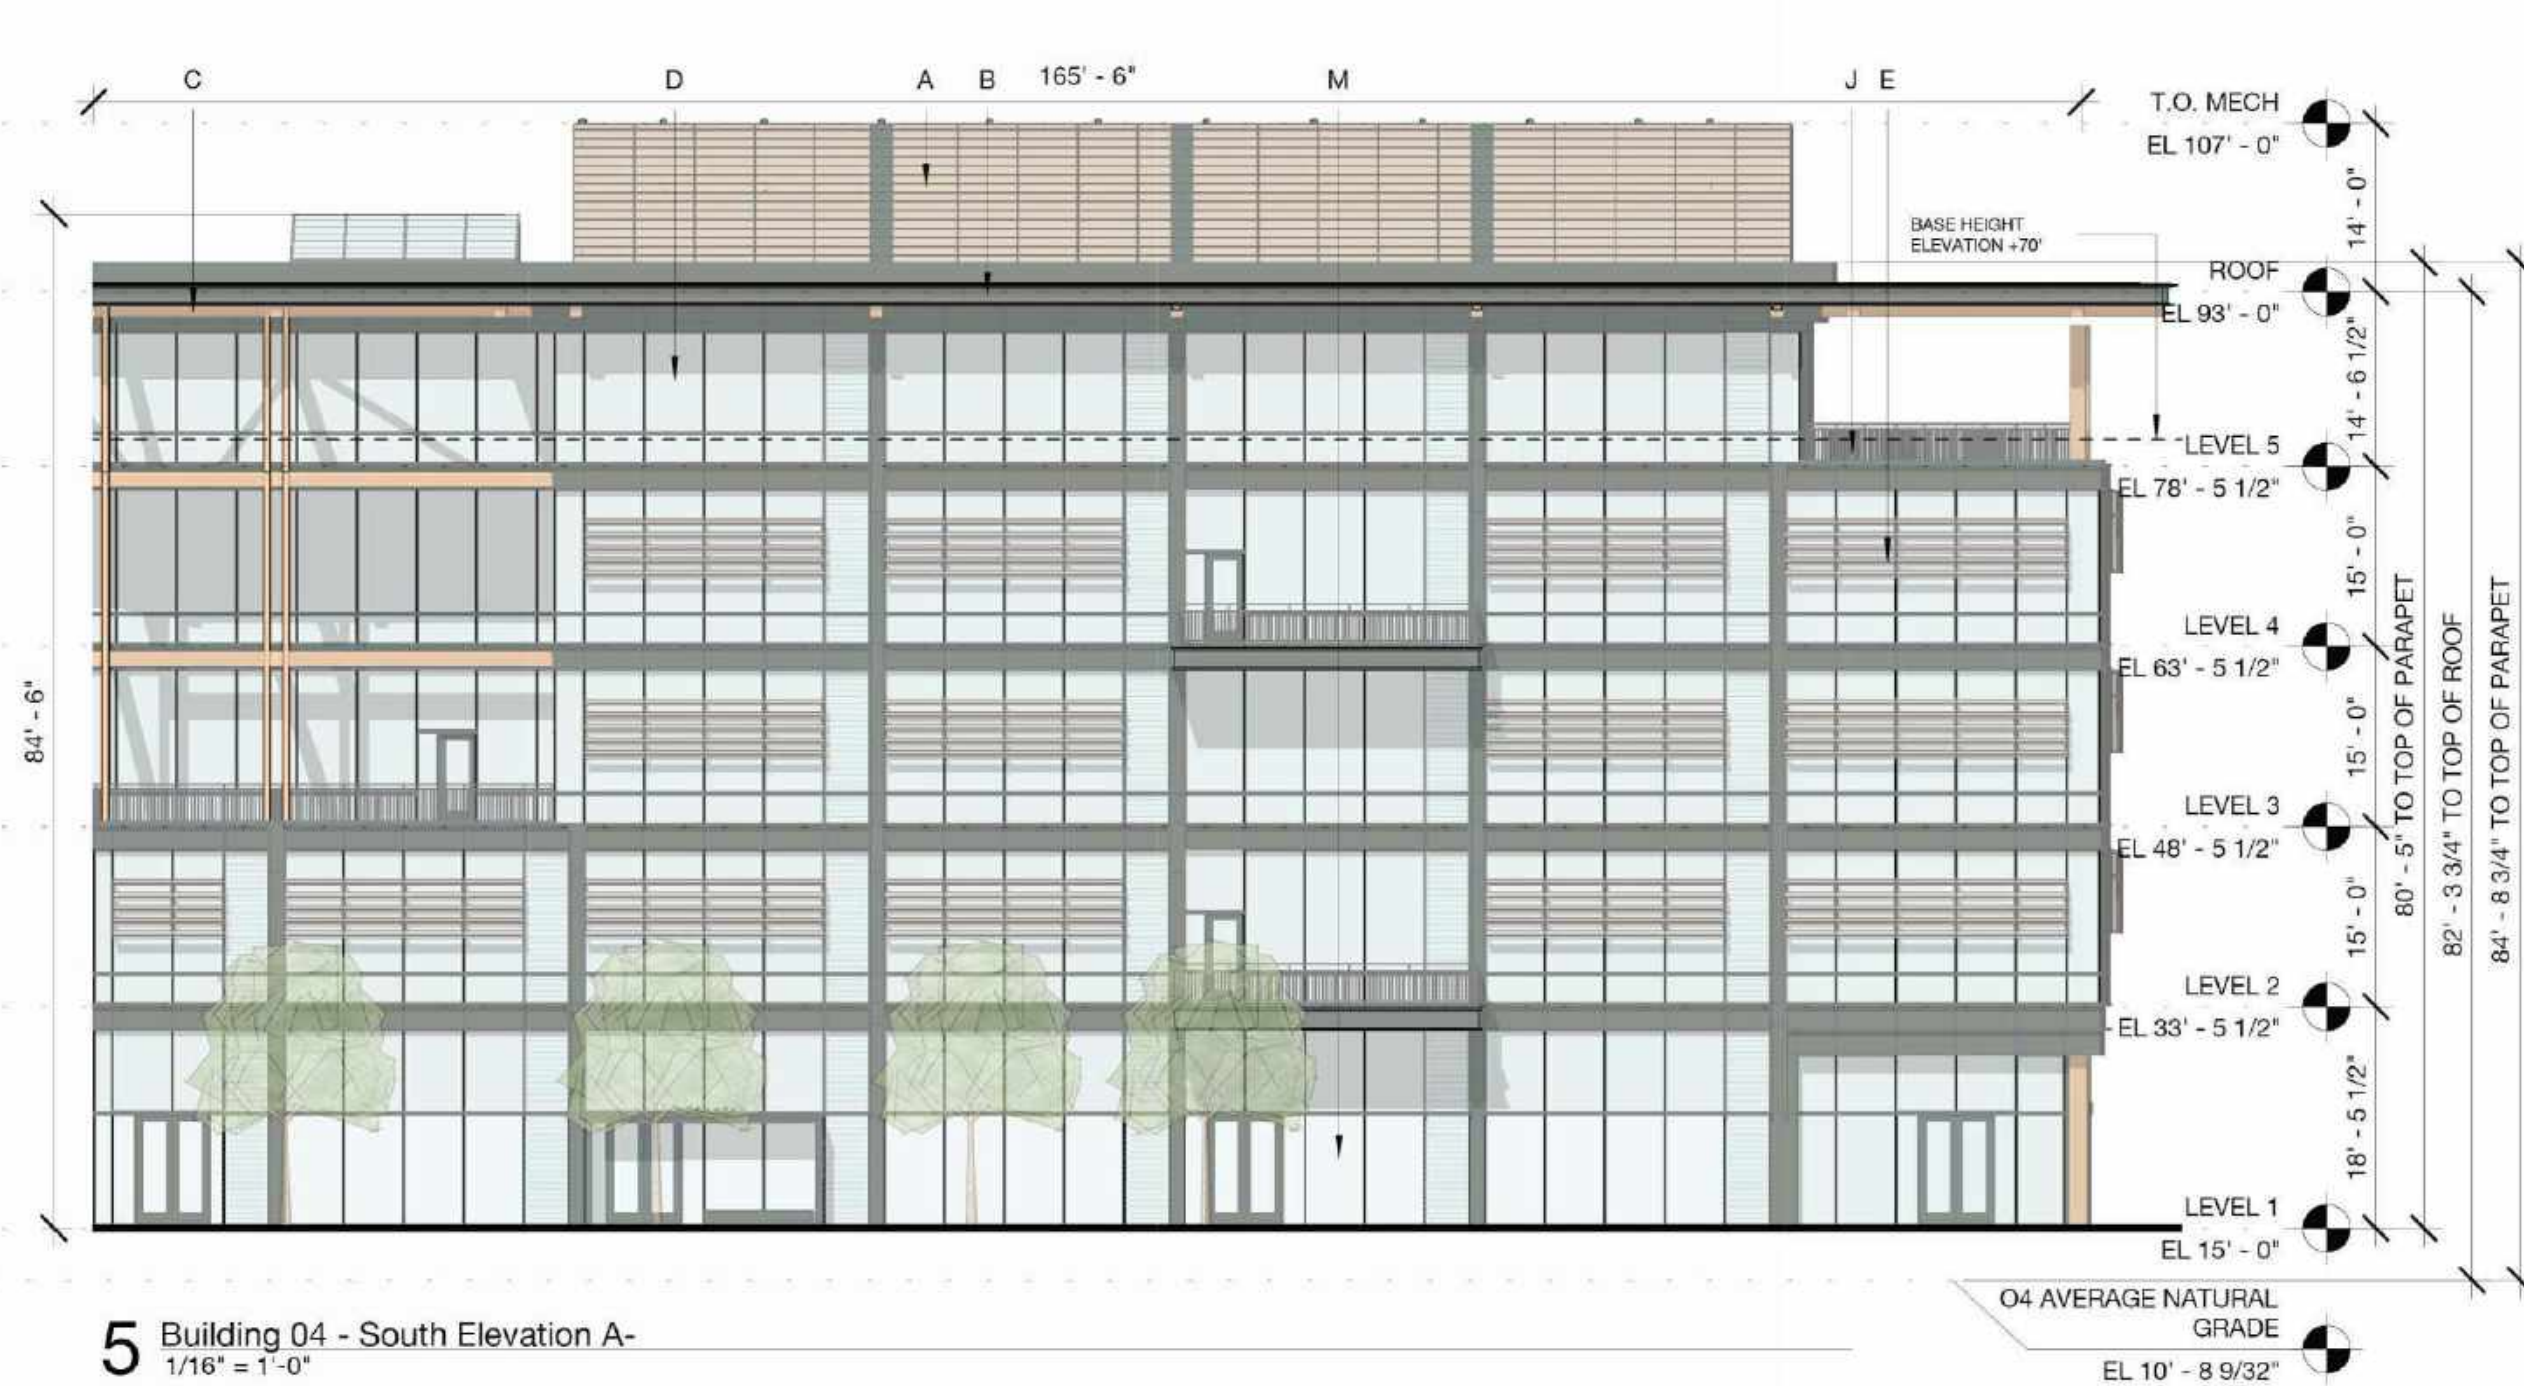 C D A B 165' - 6" M J E
T.O. MECH
EL 107' - 0"
14' - 0"
BASE HEIGHT
ELEVATION +70'
ROOF
EL 93' - 0"
14' - 6 1/2"
LEVEL 5
EL 78' - 5 1/2"
15' - 0"
LEVEL 4
EL 63' - 5 1/2"
15' - 0"
84' - 6"
LEVEL 3
EL 48' - 5 1/2"
15' - 0"
80' - 5" TO TOP OF PARAPET
82' - 3 3/4" TO TOP OF ROOF
84' - 8 3/4" TO TOP OF PARAPET
LEVEL 2
EL 33' - 5 1/2"
18' - 5 1/2"
LEVEL 1
EL 15' - 0"
O4 AVERAGE NATURAL
GRADE
EL 10' - 8 9/32"
5 Building 04 - South Elevation A-
1/16" = 1'-0"